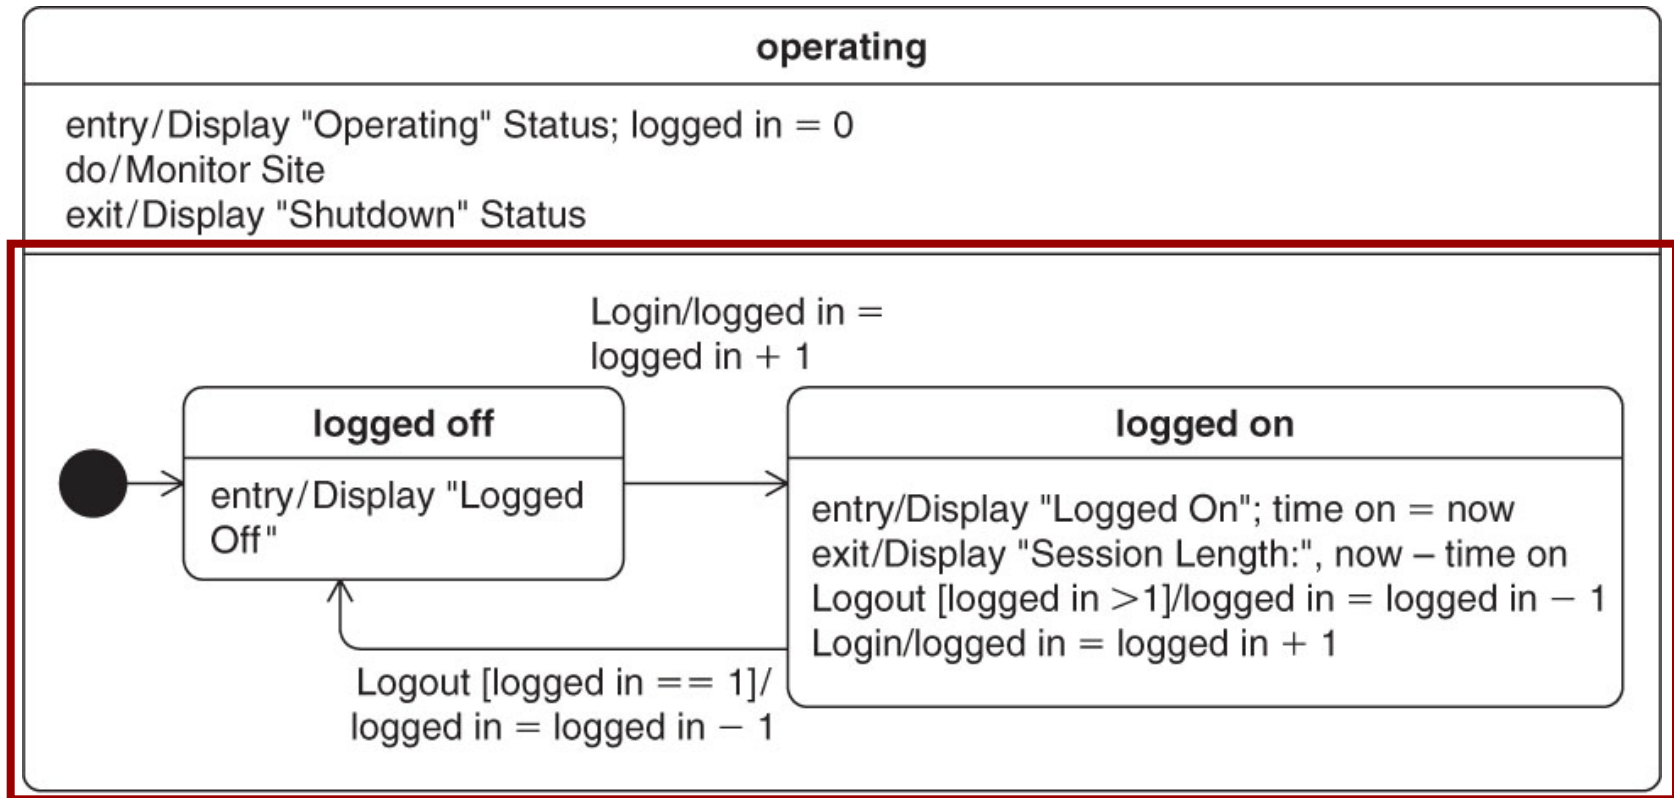 operating
entry/Display "Operating" Status; logged in = 0
do/Monitor Site
exit/Display "Shutdown" Status
Login/logged in =
logged in + 1
logged off
entry/Display "Logged
Off"
logged on
entry/Display "Logged On"; time on = now
exit/Display "Session Length:", now – time on
Logout [logged in >1]/logged in = logged in − 1
Login/logged in = logged in + 1
Logout [logged in == 1]/
logged in = logged in − 1